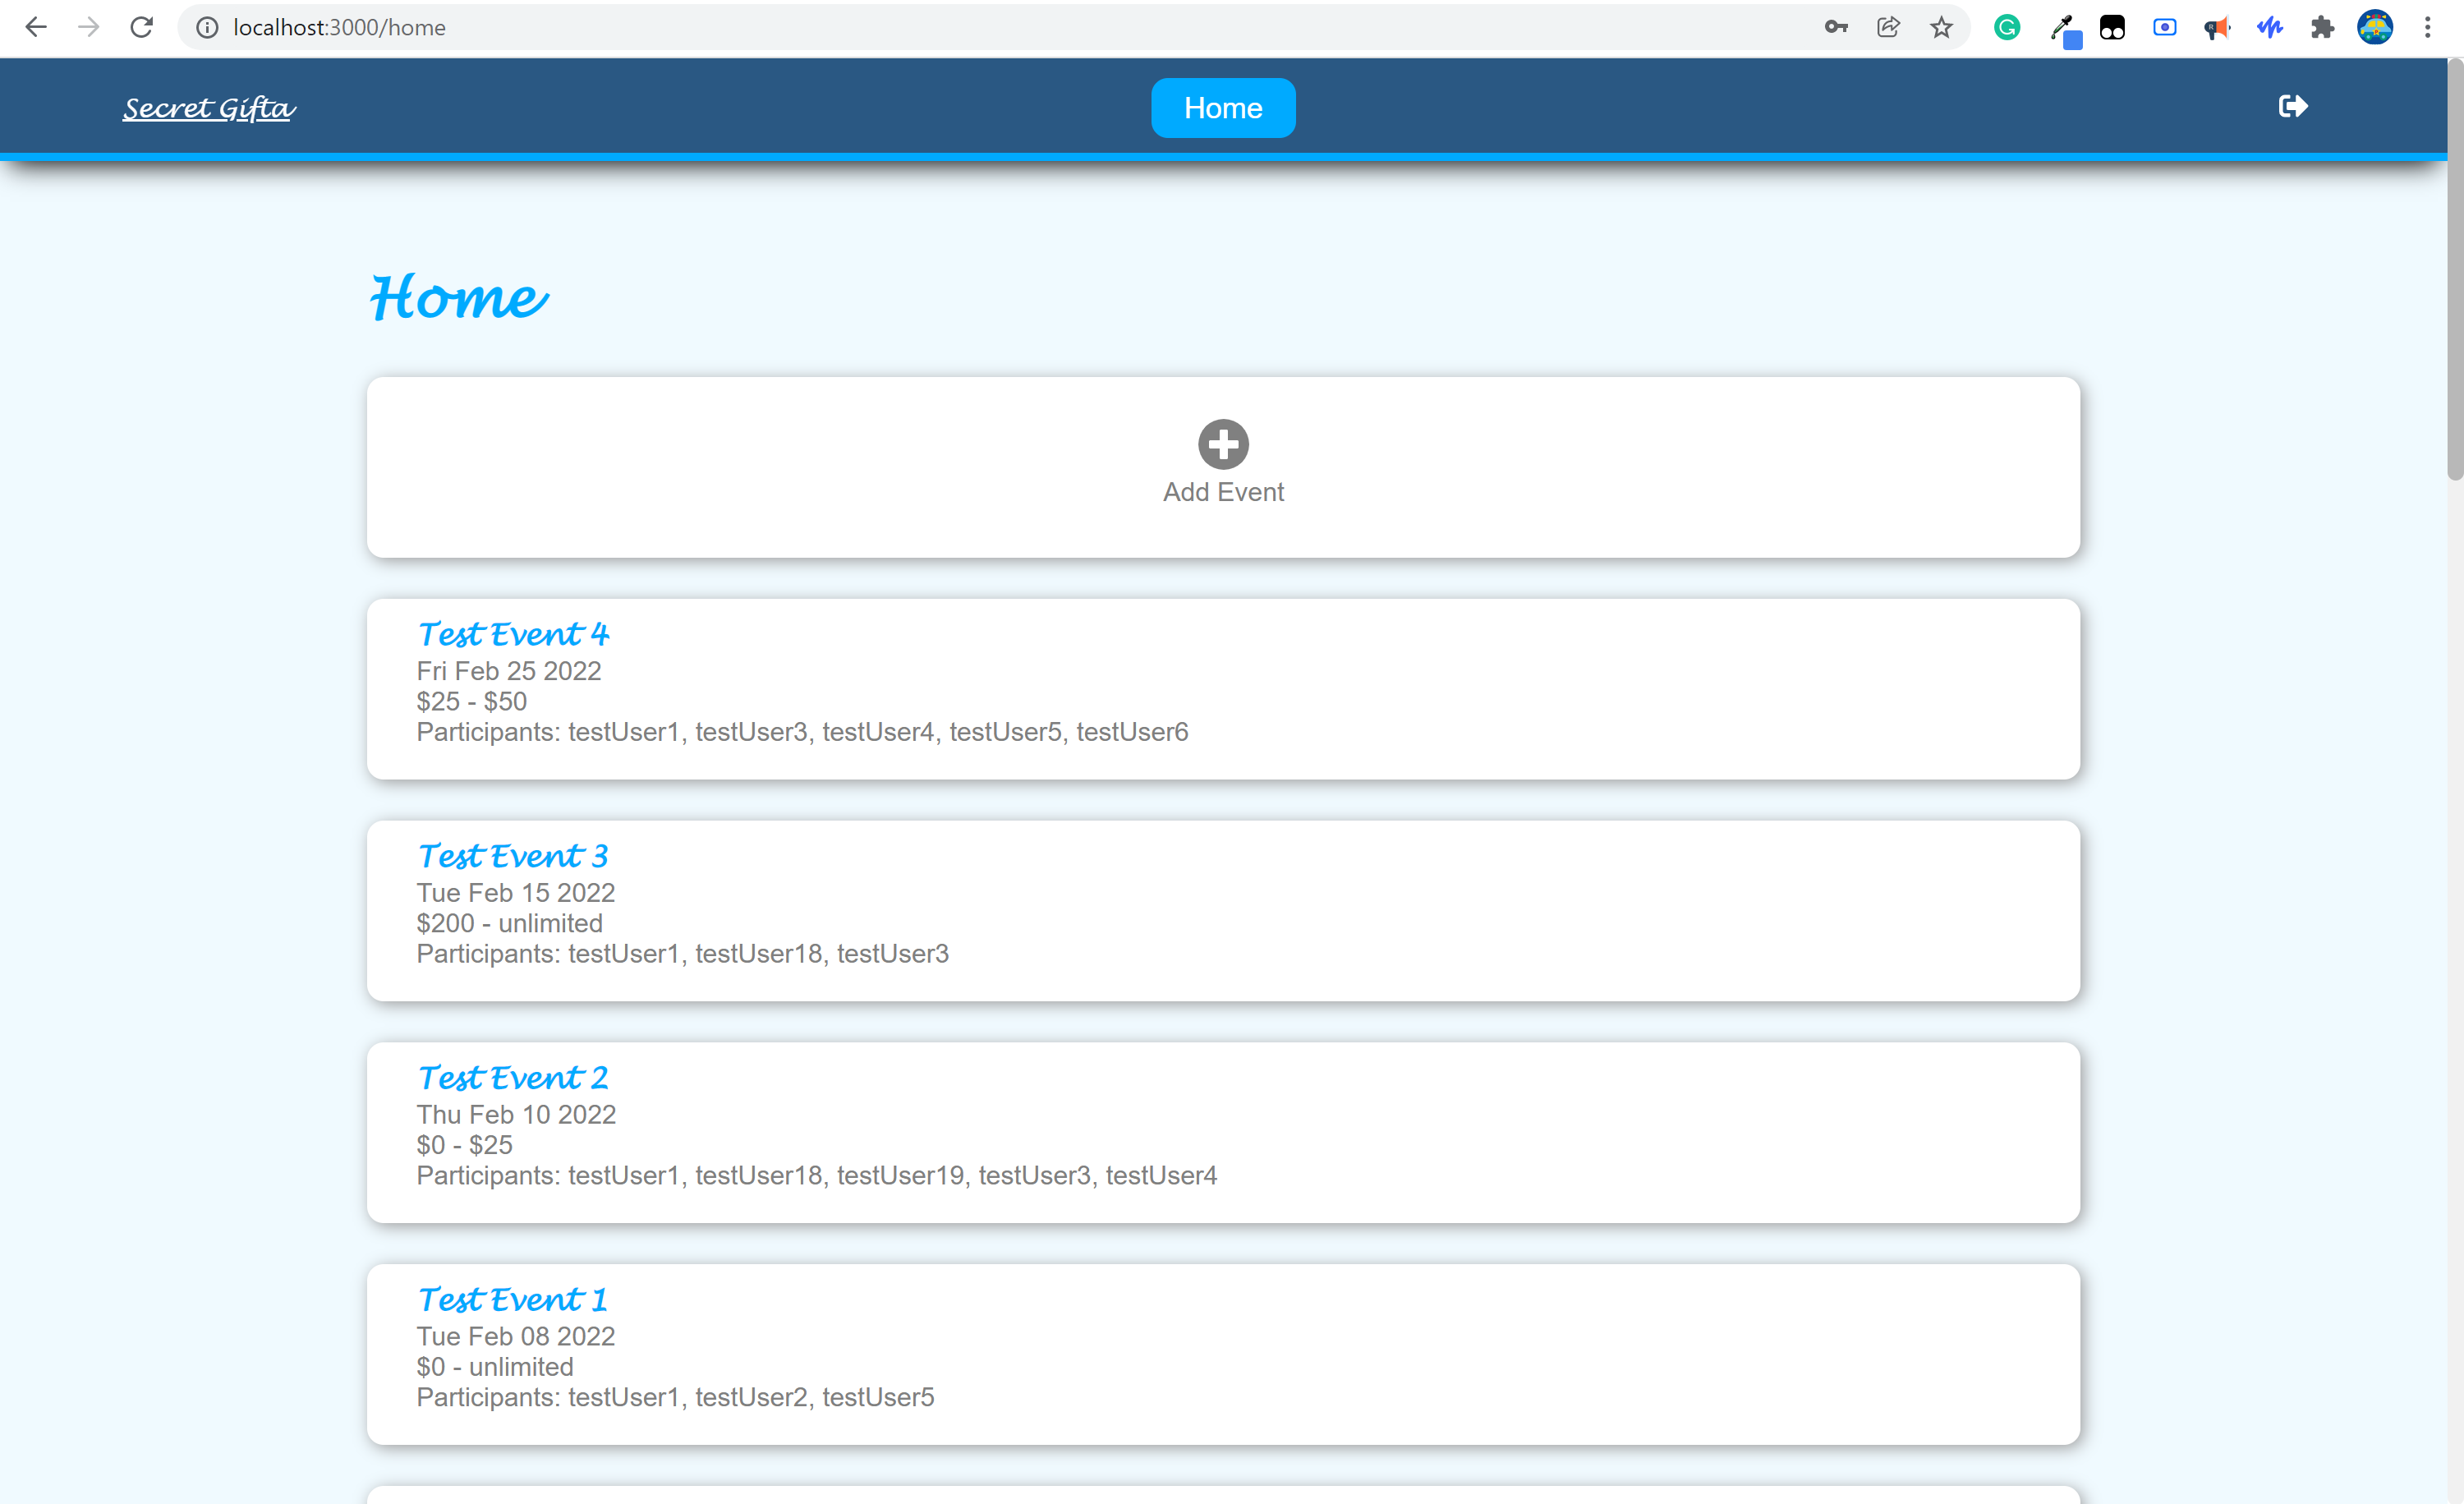 localhost:3000/home
Secret Gifta
Home
Home
Add Event
Test Event 4
Fri Feb 25 2022
$25 - $50
Participants: testUser1, testUser3, testUser4, testUser5, testUser6
Test Event 3
Tue Feb 15 2022
$200 - unlimited
Participants: testUser1, testUser18, testUser3
Test Event 2
Thu Feb 10 2022
$0 - $25
Participants: testUser1, testUser18, testUser19, testUser3, testUser4
Test Event 1
Tue Feb 08 2022
$0 - unlimited
Participants: testUser1, testUser2, testUser5